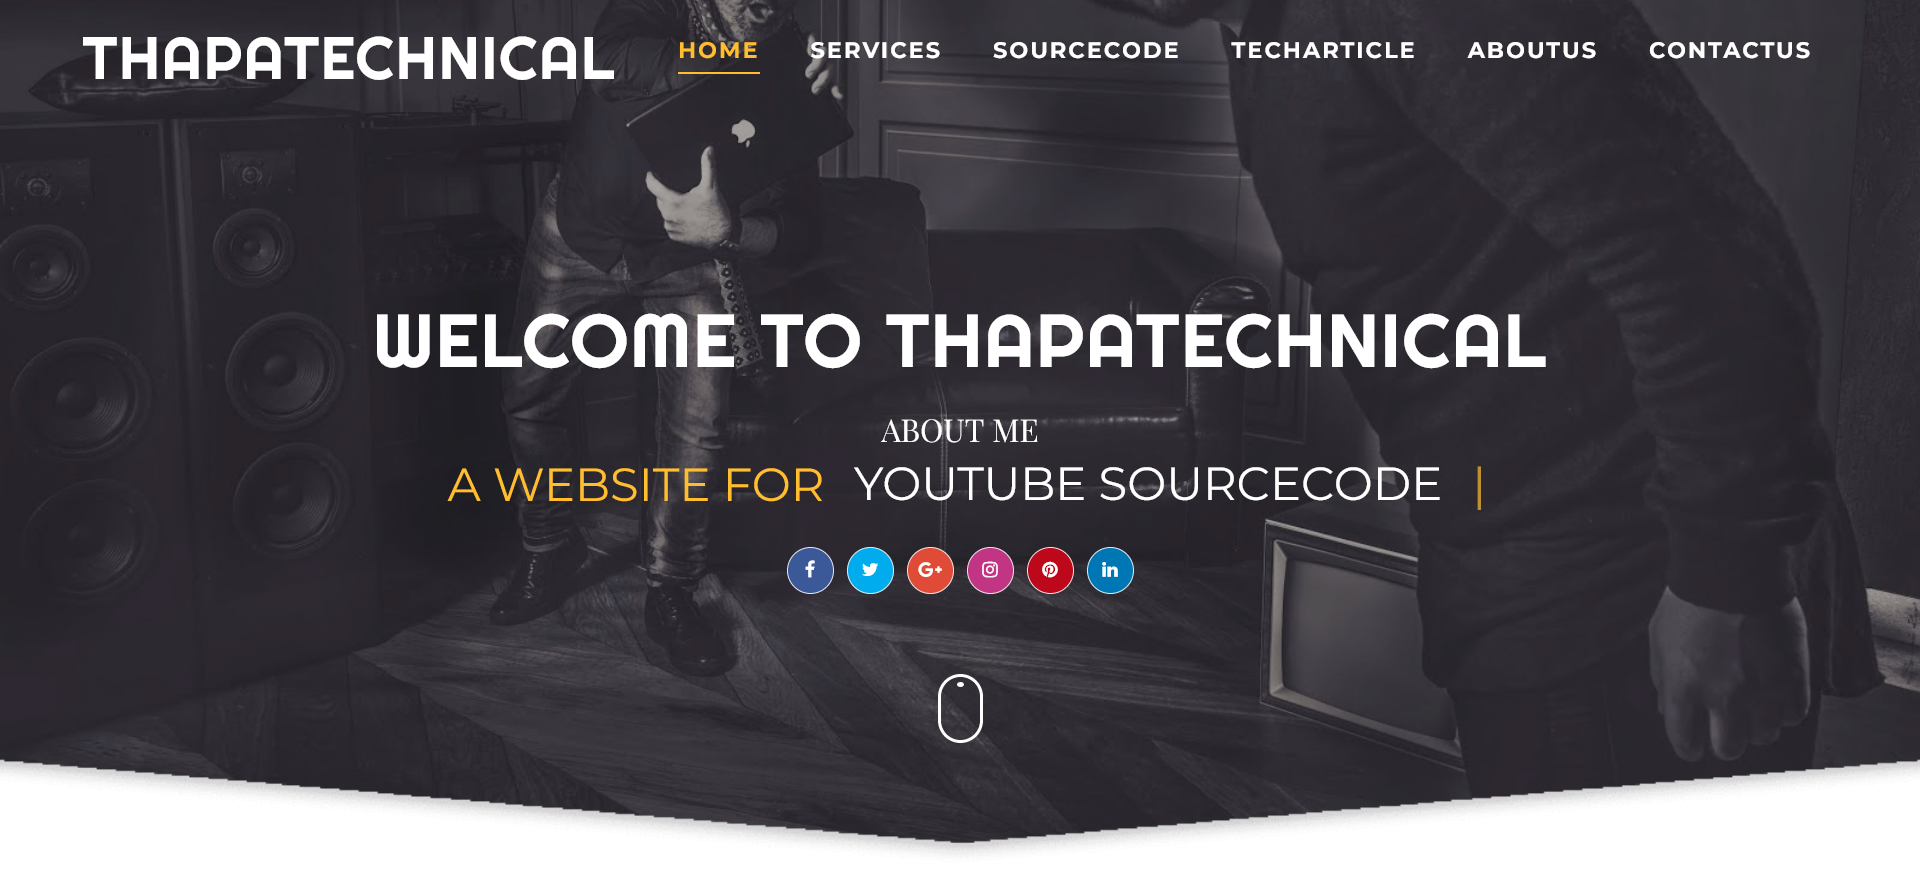 THAPATECHNICAL
HOME SERVICES SOURCECODE TECHARTICLE ABOUTUS CONTACTUS
WELCOME TO THAPATECHNICAL
ABOUT ME
A WEBSITE FOR YOUTUBE SOURCECODE |